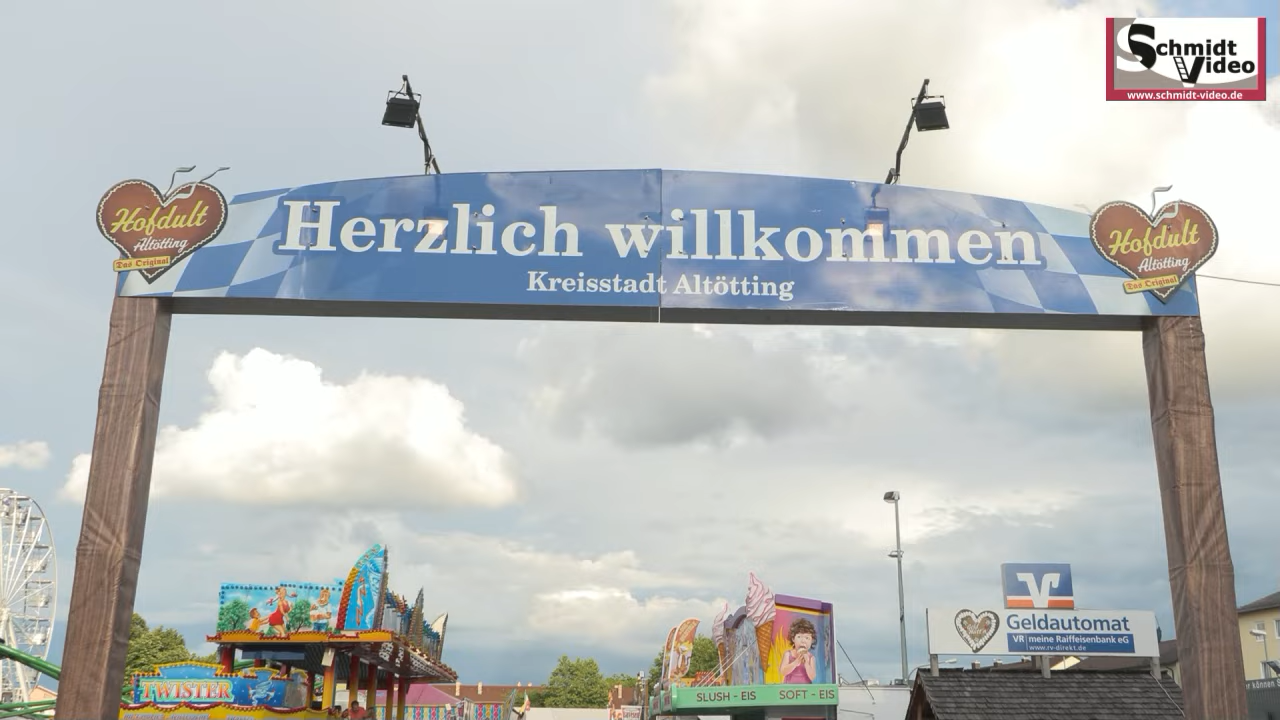 Schmidt
Video
www.schmidt-video.de
Hofdult
Altötting
Das Original
Herzlich willkommen
Kreisstadt Altötting
Hofdult
Altötting
Das Original
TWISTER
SLUSH - EIS
SOFT - EIS
Geldautomat
VR meine Raiffeisenbank eG
www.rv-direkt.de